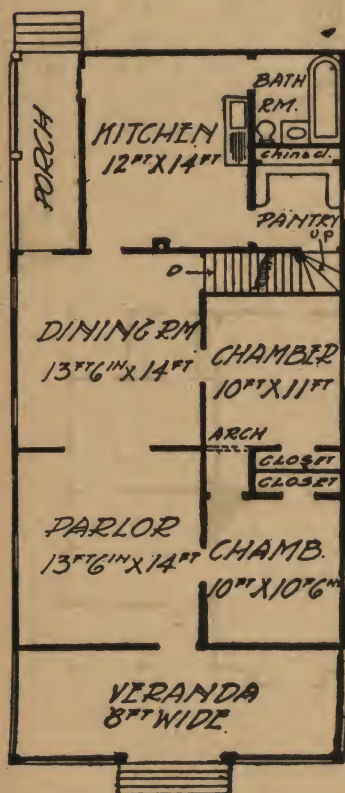 BATH
RM.
KITCHEN
12FT X 14FT
PORCH
China cl.
PANTRY
UP
D
DINING RM
13FT 6IN X 14FT
CHAMBER
10FT X 11FT
ARCH
CLOSET
CLOSET
PARLOR
13FT 6IN X 14FT
CHAMB.
10FT X 10FT 6IN
VERANDA
8FT WIDE.